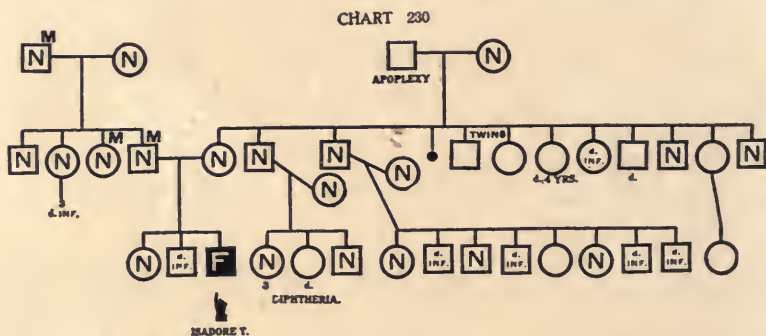 CHART 230
M
N N
APOPLEXY N
N N M N M N N N N TWINS d. INF. N N
3 d. INF.
N N
d. 4 YRS. d.
N d. INF. F N N N d. INF. N d. INF. N d. INF. d. INF.
3 d.
DIPHTHERIA.
ISADORE T.